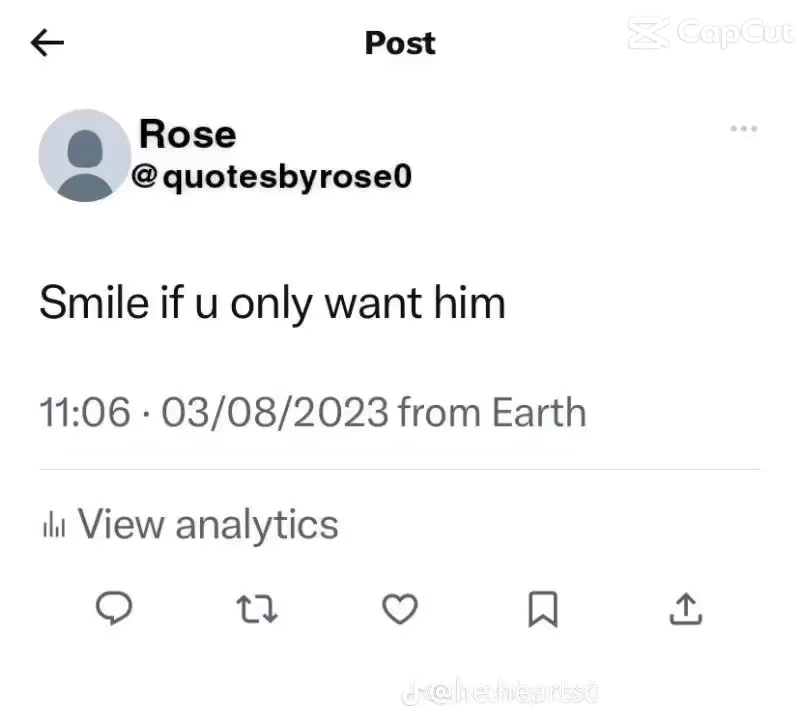 Post
CapCut
Rose
@quotesbyrose0
Smile if u only want him
11:06 · 03/08/2023 from Earth
View analytics